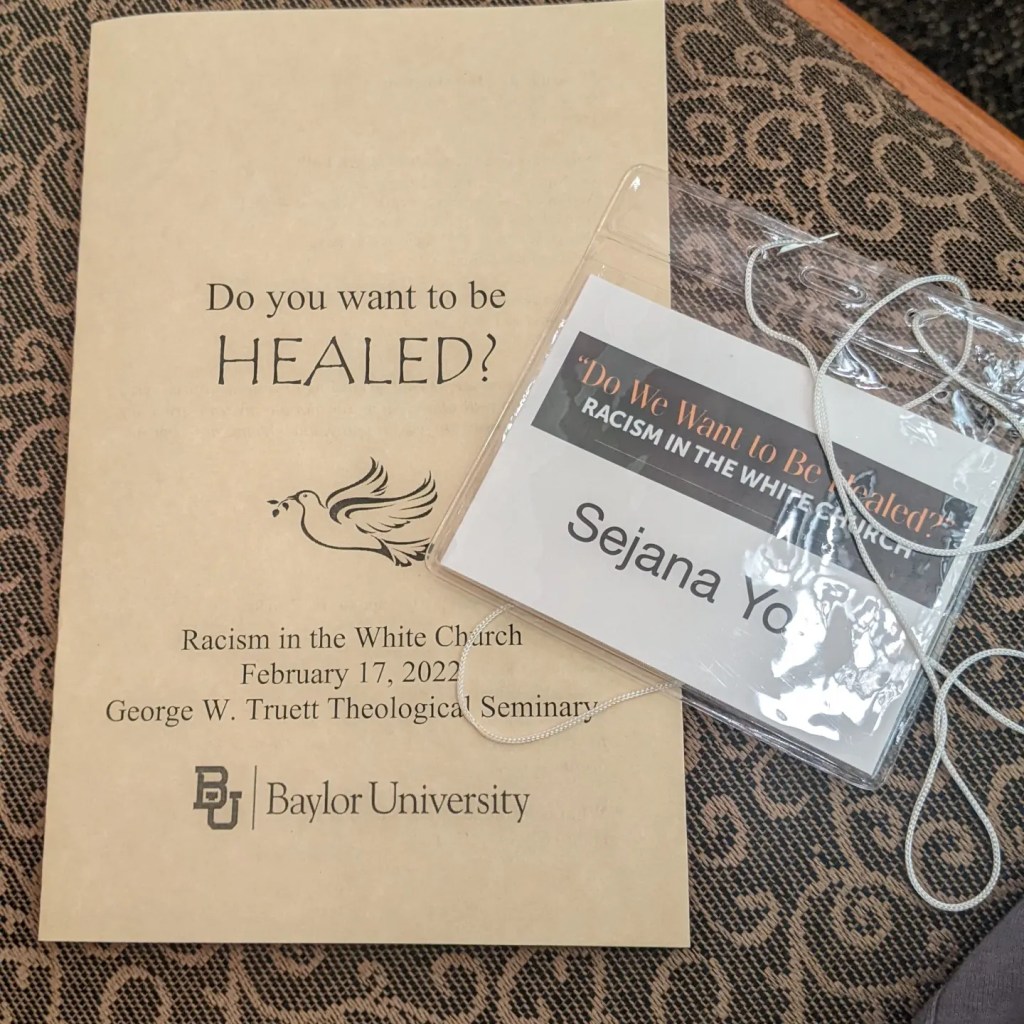 Do you want to be
HEALED?
Racism in the White Church
February 17, 2022
George W. Truett Theological Seminary
BU | Baylor University
"Do We Want to Be Healed?"
RACISM IN THE WHITE CHURCH
Sejana